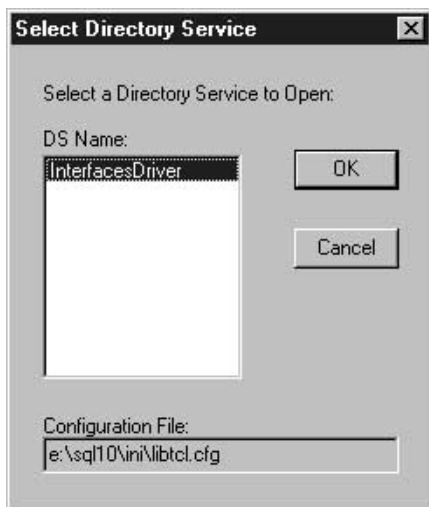 Select Directory Service
Select a Directory Service to Open:
DS Name:
InterfacesDriver
OK
Cancel
Configuration File:
e:\sql10\ini\libtcl.cfg